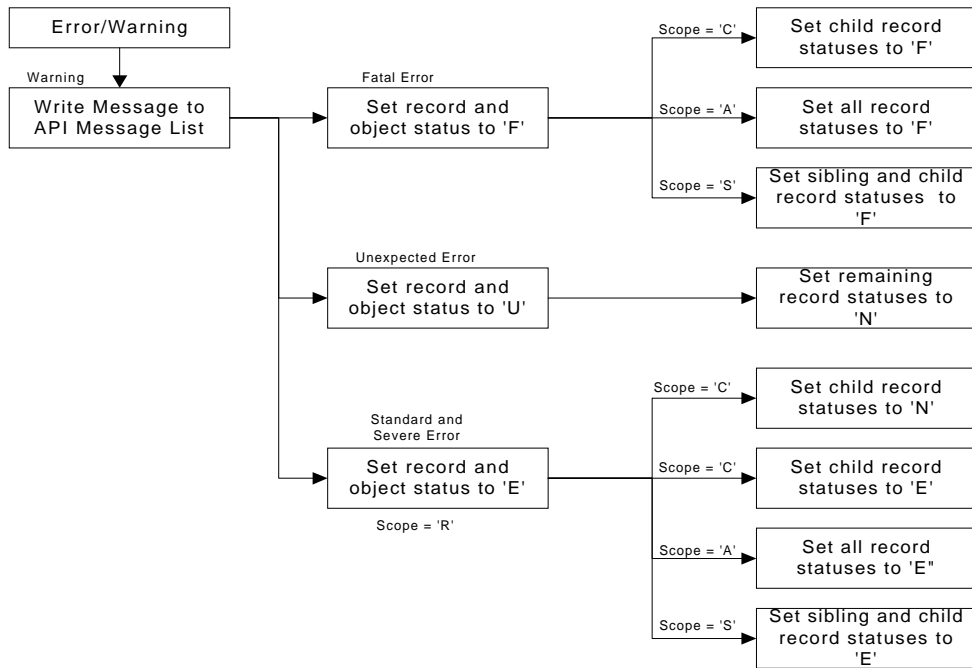 Error/Warning
Warning
Write Message to
API Message List
Fatal Error
Set record and
object status to 'F'
Scope = 'C'
Set child record
statuses to 'F'
Scope = 'A'
Set all record
statuses to 'F'
Scope = 'S'
Set sibling and child
record statuses to
'F'
Unexpected Error
Set record and
object status to 'U'
Set remaining
record statuses to
'N'
Standard and
Severe Error
Set record and
object status to 'E'
Scope = 'R'
Scope = 'C'
Set child record
statuses to 'N'
Scope = 'C'
Set child record
statuses to 'E'
Scope = 'A'
Set all record
statuses to 'E"
Scope = 'S'
Set sibling and child
record statuses to
'E'